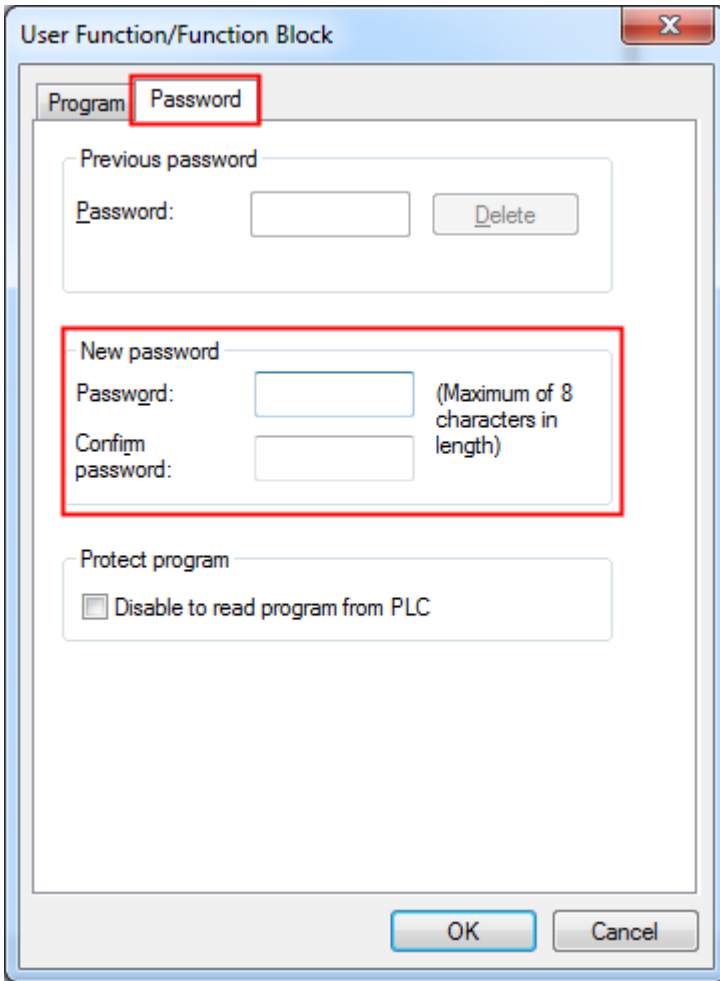 User Function/Function Block
Program
Password
Previous password
Password:
Delete
New password
Password:
(Maximum of 8
characters in
length)
Confirm
password:
Protect program
Disable to read program from PLC
OK
Cancel